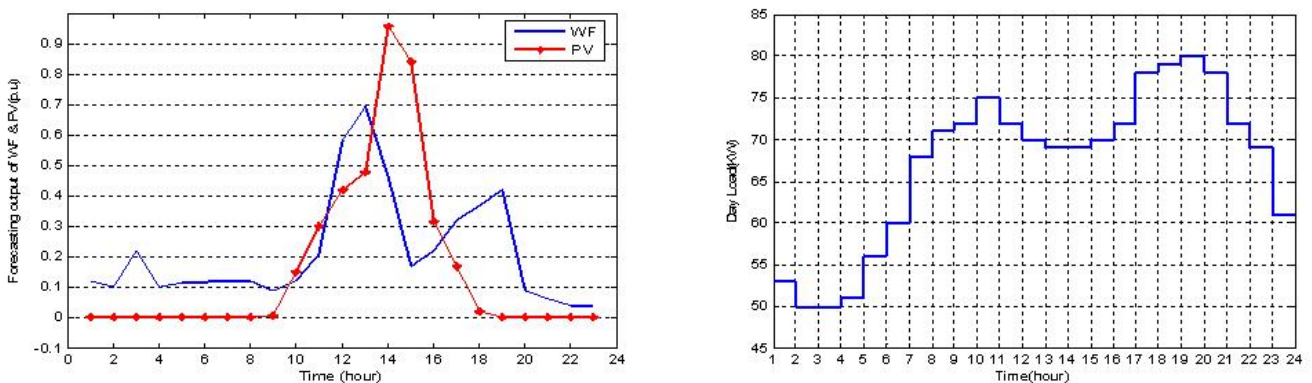 Forecasting output of WF & PV(p.u)
0.9
0.8
0.7
0.6
0.5
0.4
0.3
0.2
0.1
0
-0.1
0 2 4 6 8 10 12 14 16 18 20 22 24
Time (hour)
WF
PV
Day Load(KW)
85
80
75
70
65
60
55
50
45
1 2 3 4 5 6 7 8 9 10 11 12 13 14 15 16 17 18 19 20 21 22 23 24
Time(hour)